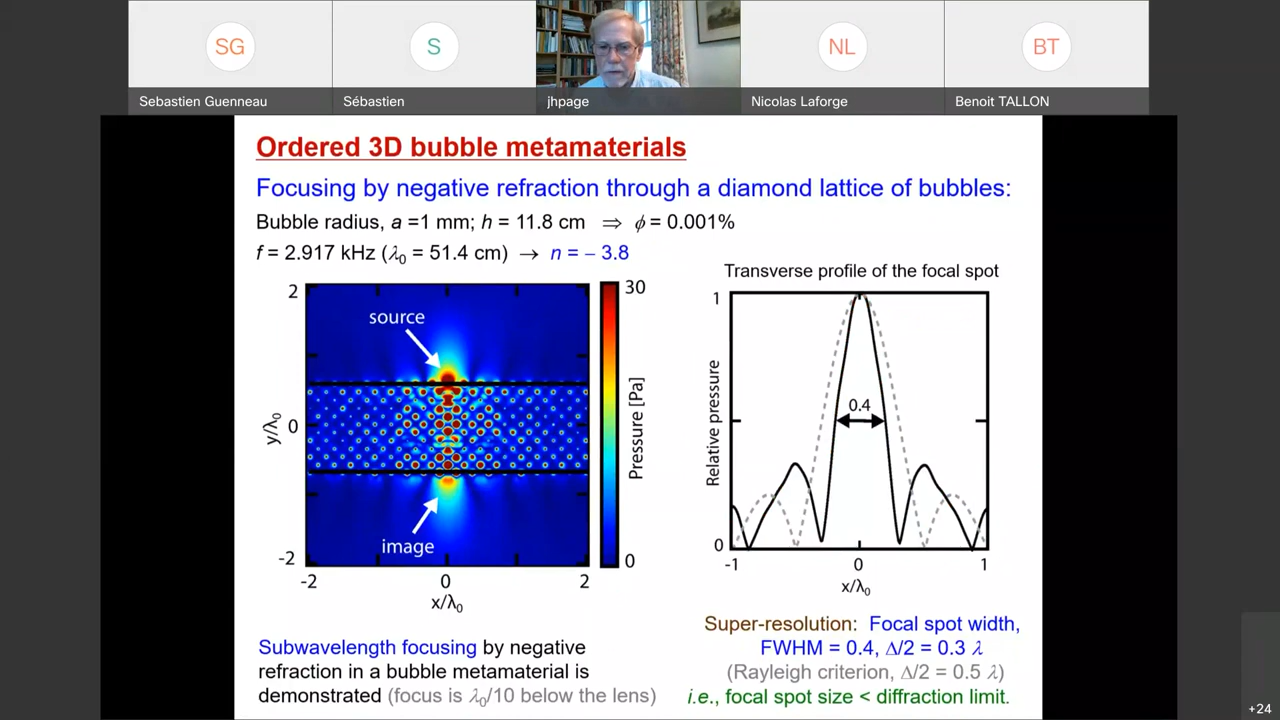 SG
S
NL
BT
Sebastien Guenneau
Sébastien
jhpage
Nicolas Laforge
Benoit TALLON
Ordered 3D bubble metamaterials
Focusing by negative refraction through a diamond lattice of bubbles:
Bubble radius, a =1 mm; h = 11.8 cm ⇒ ϕ = 0.001%
f = 2.917 kHz (λ0 = 51.4 cm) → n = – 3.8
2
0
-2
y/λ0
source
image
-2
0
2
x/λ0
30
0
Pressure [Pa]
Transverse profile of the focal spot
1
0
Relative pressure
0.4
-1
0
1
x/λ0
Subwavelength focusing by negative
refraction in a bubble metamaterial is
demonstrated (focus is λ0/10 below the lens)
Super-resolution: Focal spot width,
FWHM = 0.4, Δ/2 = 0.3 λ
(Rayleigh criterion, Δ/2 = 0.5 λ)
i.e., focal spot size < diffraction limit.
+24